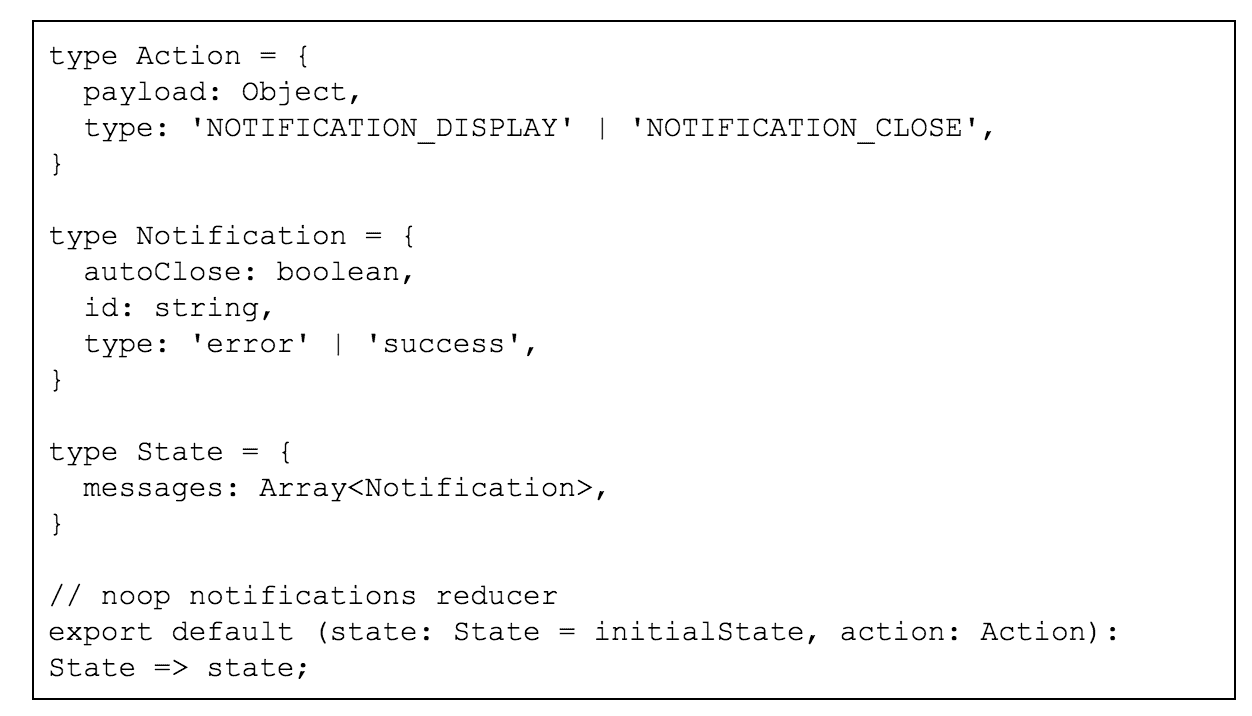 type Action = {
  payload: Object,
  type: 'NOTIFICATION_DISPLAY' | 'NOTIFICATION_CLOSE',
}

type Notification = {
  autoClose: boolean,
  id: string,
  type: 'error' | 'success',
}

type State = {
  messages: Array<Notification>,
}

// noop notifications reducer
export default (state: State = initialState, action: Action):
State => state;